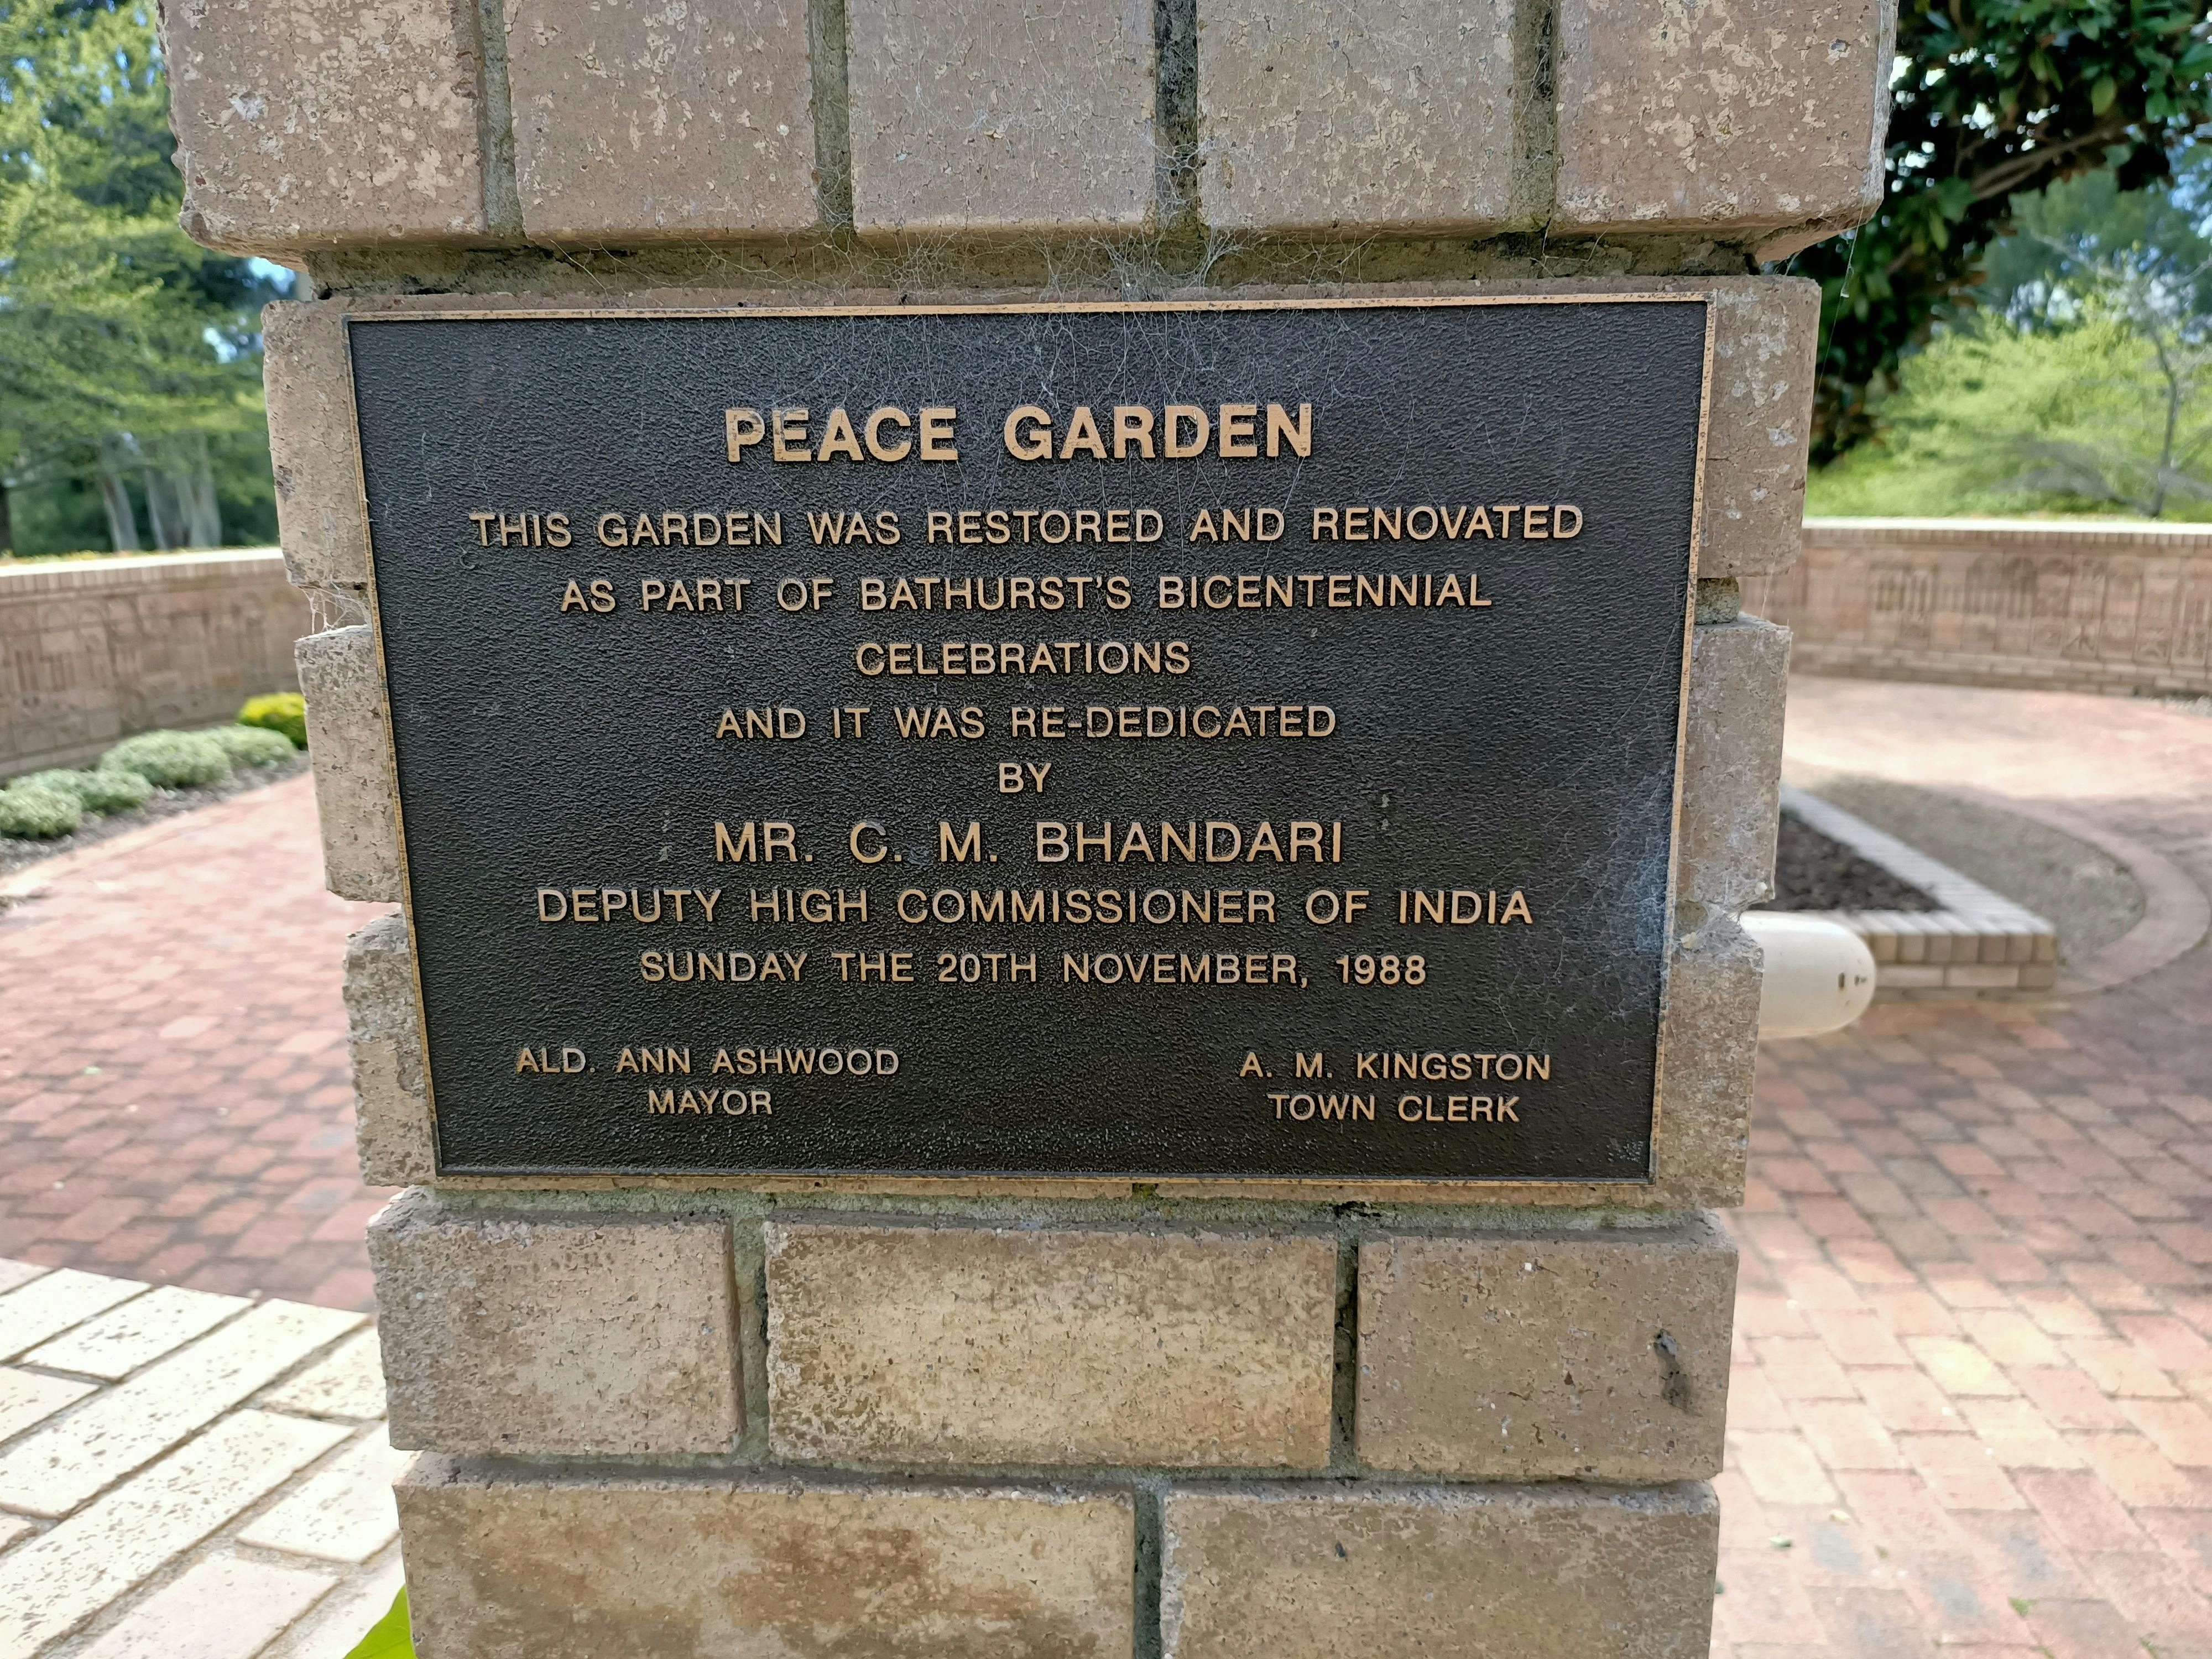 PEACE GARDEN
THIS GARDEN WAS RESTORED AND RENOVATED
AS PART OF BATHURST'S BICENTENNIAL
CELEBRATIONS
AND IT WAS RE-DEDICATED
BY
MR. C. M. BHANDARI
DEPUTY HIGH COMMISSIONER OF INDIA
SUNDAY THE 20TH NOVEMBER, 1988
ALD. ANN ASHWOOD
MAYOR
A. M. KINGSTON
TOWN CLERK